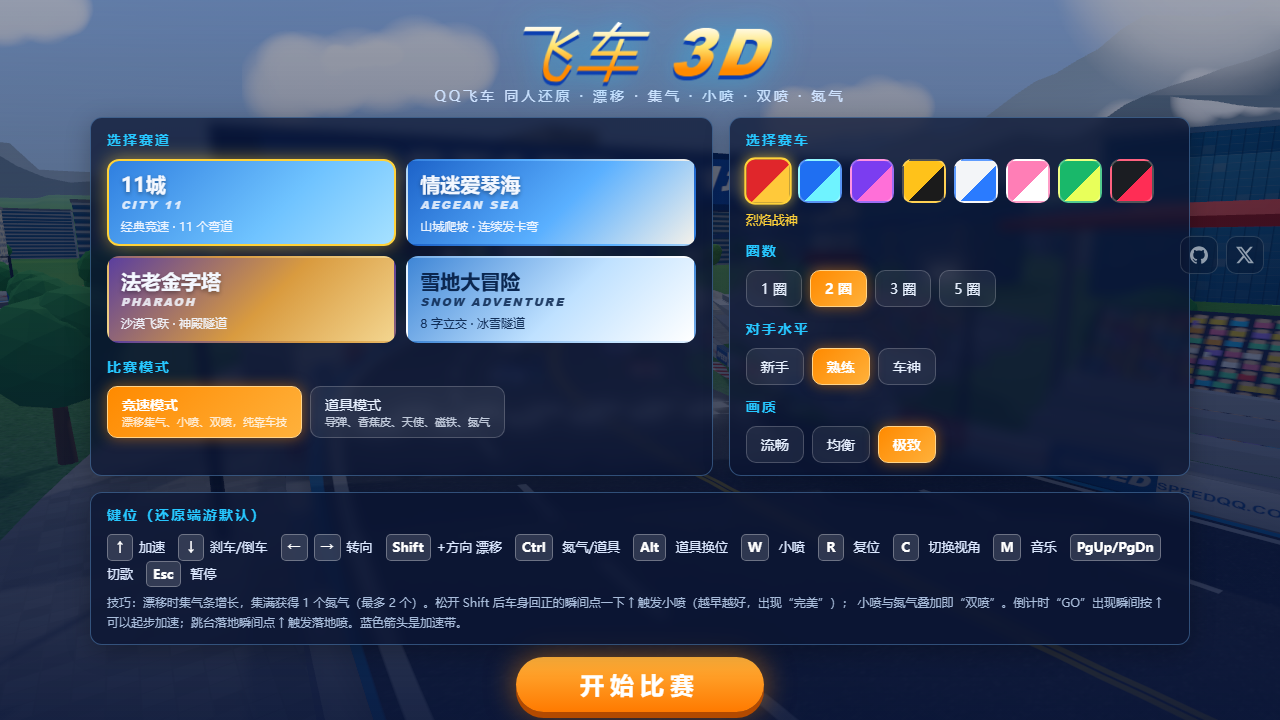 飞车 3D
QQ飞车 同人还原 · 漂移 · 集气 · 小喷 · 双喷 · 氮气
选择赛道
11城
CITY 11
经典竞速 · 11 个弯道
情迷爱琴海
AEGEAN SEA
山城爬坡 · 连续发卡弯
法老金字塔
PHARAOH
沙漠飞跃 · 神殿隧道
雪地大冒险
SNOW ADVENTURE
8 字立交 · 冰雪隧道
比赛模式
竞速模式
漂移集气、小喷、双喷，纯靠车技
道具模式
导弹、香蕉皮、天使、磁铁、氮气
选择赛车
烈焰战神
圈数
1 圈 2 圈 3 圈 5 圈
对手水平
新手 熟练 车神
画质
流畅 均衡 极致
键位（还原端游默认）
↑ 加速 ↓ 刹车/倒车 ← → 转向 Shift +方向 漂移 Ctrl 氮气/道具 Alt 道具换位 W 小喷 R 复位 C 切换视角 M 音乐 PgUp/PgDn
切歌 Esc 暂停
技巧：漂移时集气条增长，集满获得 1 个氮气（最多 2 个）。松开 Shift 后车身回正的瞬间点一下 ↑ 触发小喷（越早越好，出现“完美”）； 小喷与氮气叠加即“双喷”。倒计时“GO”出现瞬间按 ↑
可以起步加速；跳台落地瞬间点 ↑ 触发落地喷。蓝色箭头是加速带。
开始比赛
SPEEDQQ.CO